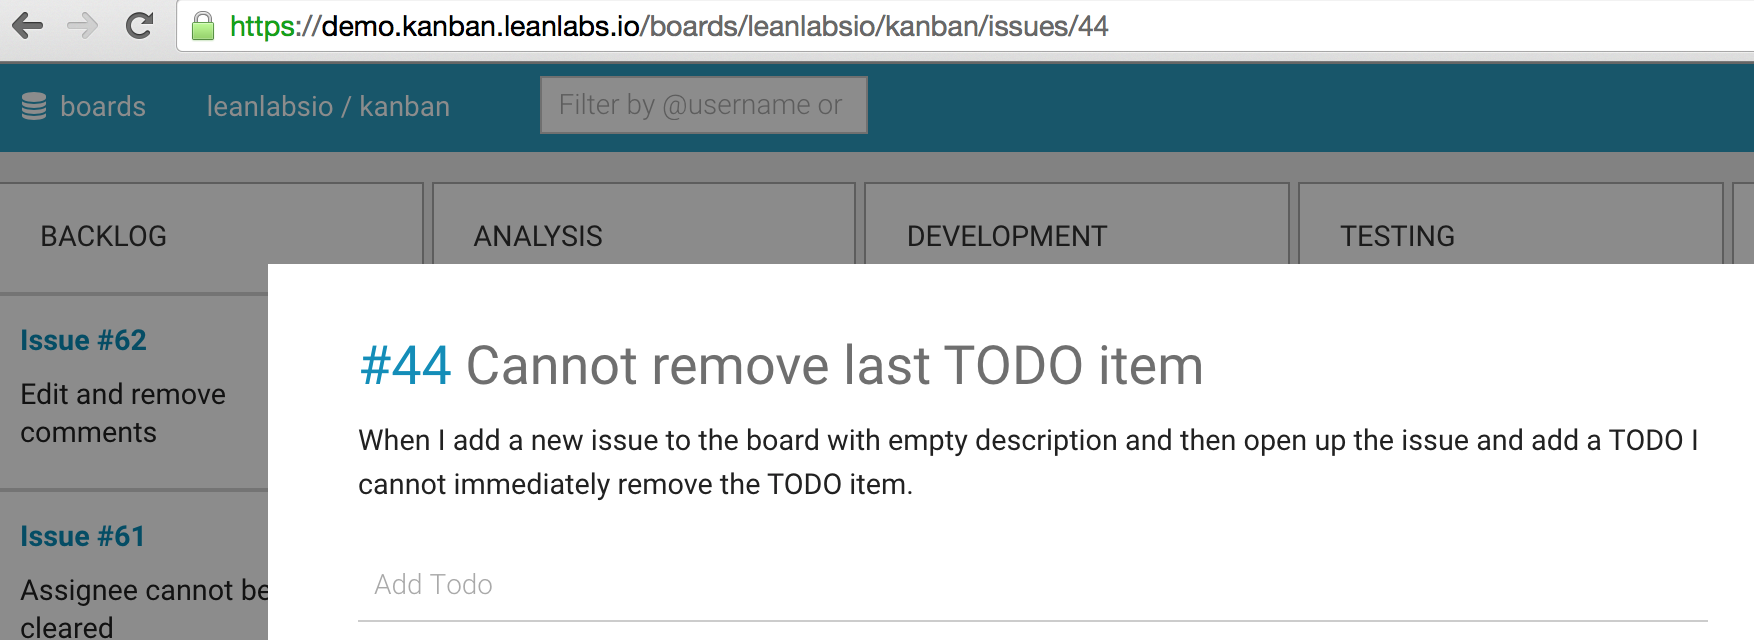 https://demo.kanban.leanlabs.io/boards/leanlabsio/kanban/issues/44
boards leanlabsio / kanban Filter by @username or
BACKLOG ANALYSIS DEVELOPMENT TESTING
Issue #62
Edit and remove
comments
Issue #61
Assignee cannot be
cleared
#44 Cannot remove last TODO item
When I add a new issue to the board with empty description and then open up the issue and add a TODO I
cannot immediately remove the TODO item.
Add Todo